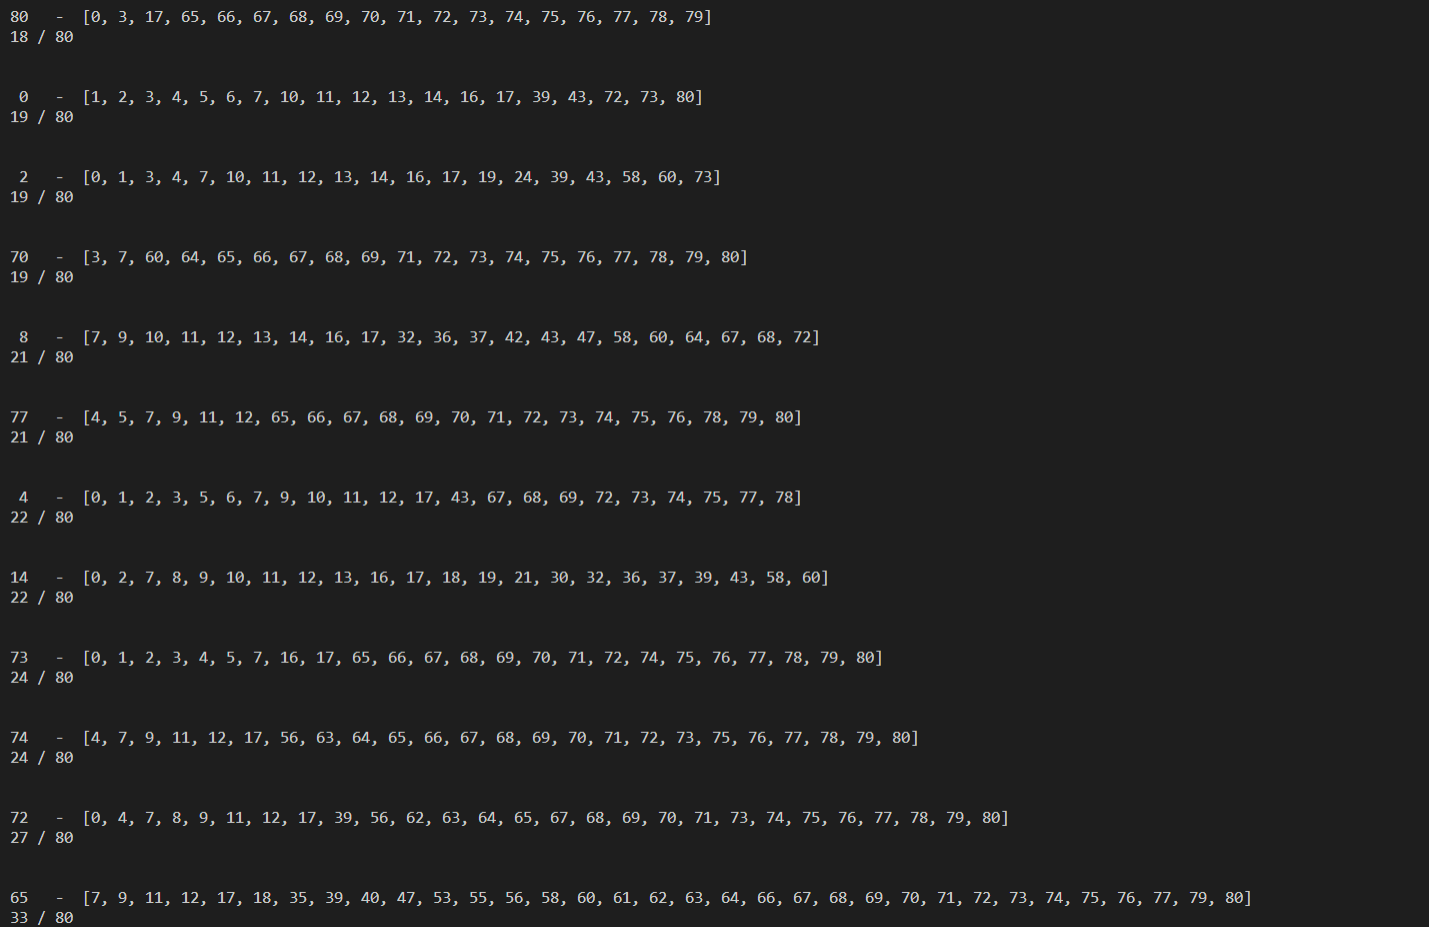 80   -  [0, 3, 17, 65, 66, 67, 68, 69, 70, 71, 72, 73, 74, 75, 76, 77, 78, 79]
18 / 80
0   -  [1, 2, 3, 4, 5, 6, 7, 10, 11, 12, 13, 14, 16, 17, 39, 43, 72, 73, 80]
19 / 80
2   -  [0, 1, 3, 4, 7, 10, 11, 12, 13, 14, 16, 17, 19, 24, 39, 43, 58, 60, 73]
19 / 80
70   -  [3, 7, 60, 64, 65, 66, 67, 68, 69, 71, 72, 73, 74, 75, 76, 77, 78, 79, 80]
19 / 80
8   -  [7, 9, 10, 11, 12, 13, 14, 16, 17, 32, 36, 37, 42, 43, 47, 58, 60, 64, 67, 68, 72]
21 / 80
77   -  [4, 5, 7, 9, 11, 12, 65, 66, 67, 68, 69, 70, 71, 72, 73, 74, 75, 76, 78, 79, 80]
21 / 80
4   -  [0, 1, 2, 3, 5, 6, 7, 9, 10, 11, 12, 17, 43, 67, 68, 69, 72, 73, 74, 75, 77, 78]
22 / 80
14   -  [0, 2, 7, 8, 9, 10, 11, 12, 13, 16, 17, 18, 19, 21, 30, 32, 36, 37, 39, 43, 58, 60]
22 / 80
73   -  [0, 1, 2, 3, 4, 5, 7, 16, 17, 65, 66, 67, 68, 69, 70, 71, 72, 74, 75, 76, 77, 78, 79, 80]
24 / 80
74   -  [4, 7, 9, 11, 12, 17, 56, 63, 64, 65, 66, 67, 68, 69, 70, 71, 72, 73, 75, 76, 77, 78, 79, 80]
24 / 80
72   -  [0, 4, 7, 8, 9, 11, 12, 17, 39, 56, 62, 63, 64, 65, 67, 68, 69, 70, 71, 73, 74, 75, 76, 77, 78, 79, 80]
27 / 80
65   -  [7, 9, 11, 12, 17, 18, 35, 39, 40, 47, 53, 55, 56, 58, 60, 61, 62, 63, 64, 66, 67, 68, 69, 70, 71, 72, 73, 74, 75, 76, 77, 79, 80]
33 / 80